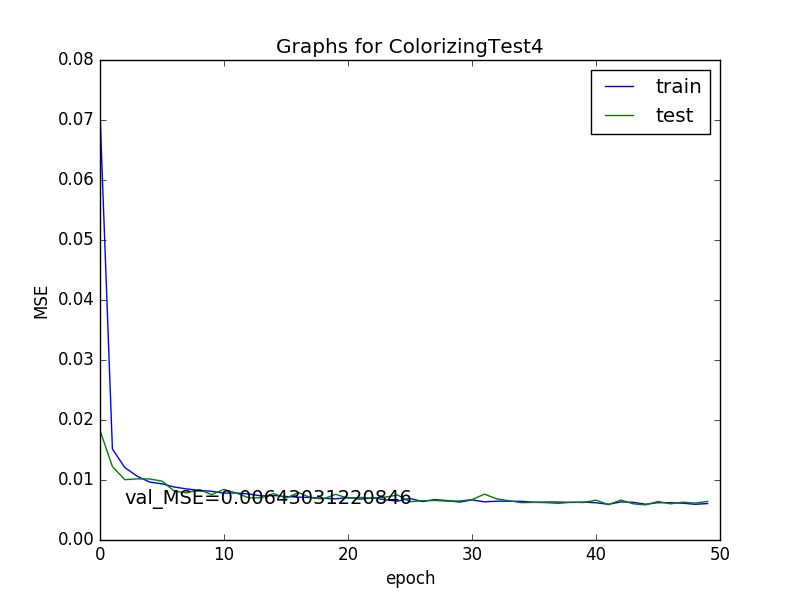 Graphs for ColorizingTest4
train
test
0.08
0.07
0.06
0.05
0.04
0.03
0.02
0.01
0.00
MSE
val_MSE=0.00643031220846
0 10 20 30 40 50
epoch